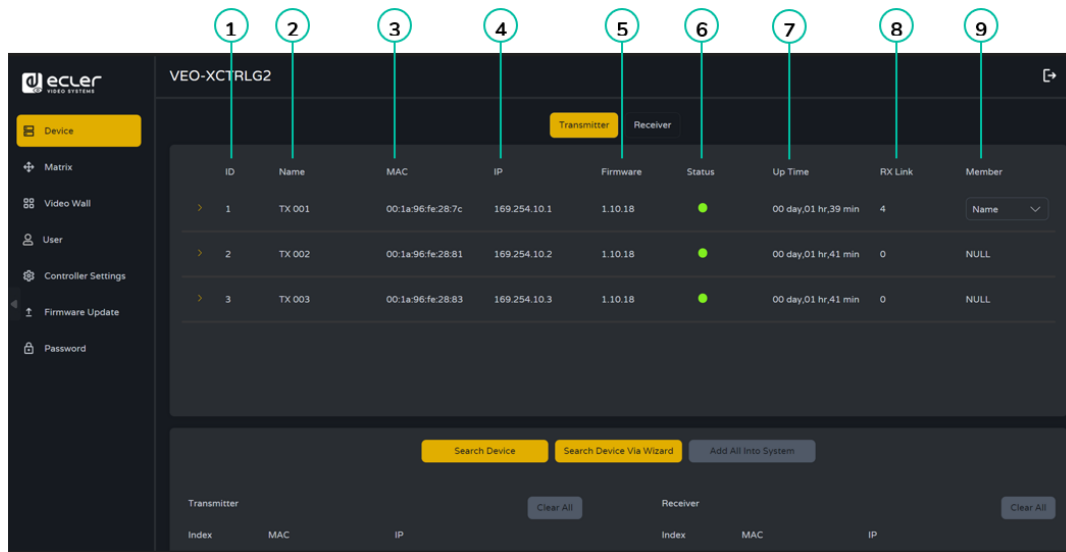 1 2 3 4 5 6 7 8 9
ecler
VIDEO SYSTEMS
VEO-XCTRLG2
Device
Transmitter Receiver
Matrix
ID Name MAC IP Firmware Status Up Time RX Link Member
Video Wall
1 TX 001 00:1a:96:fe:28:7c 169.254.10.1 1.10.18 00 day,01 hr,39 min 4 Name
User
2 TX 002 00:1a:96:fe:28:81 169.254.10.2 1.10.18 00 day,01 hr,41 min 0 NULL
Controller Settings
3 TX 003 00:1a:96:fe:28:83 169.254.10.3 1.10.18 00 day,01 hr,41 min 0 NULL
Firmware Update
Password
Search Device Search Device Via Wizard Add All Into System
Transmitter Clear All Receiver Clear All
Index MAC IP Index MAC IP